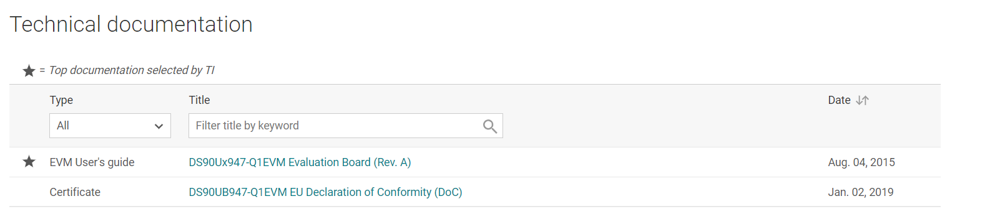 Technical documentation
★ = Top documentation selected by TI
Type Title Date
All Filter title by keyword
★ EVM User's guide DS90Ux947-Q1EVM Evaluation Board (Rev. A) Aug. 04, 2015
Certificate DS90UB947-Q1EVM EU Declaration of Conformity (DoC) Jan. 02, 2019